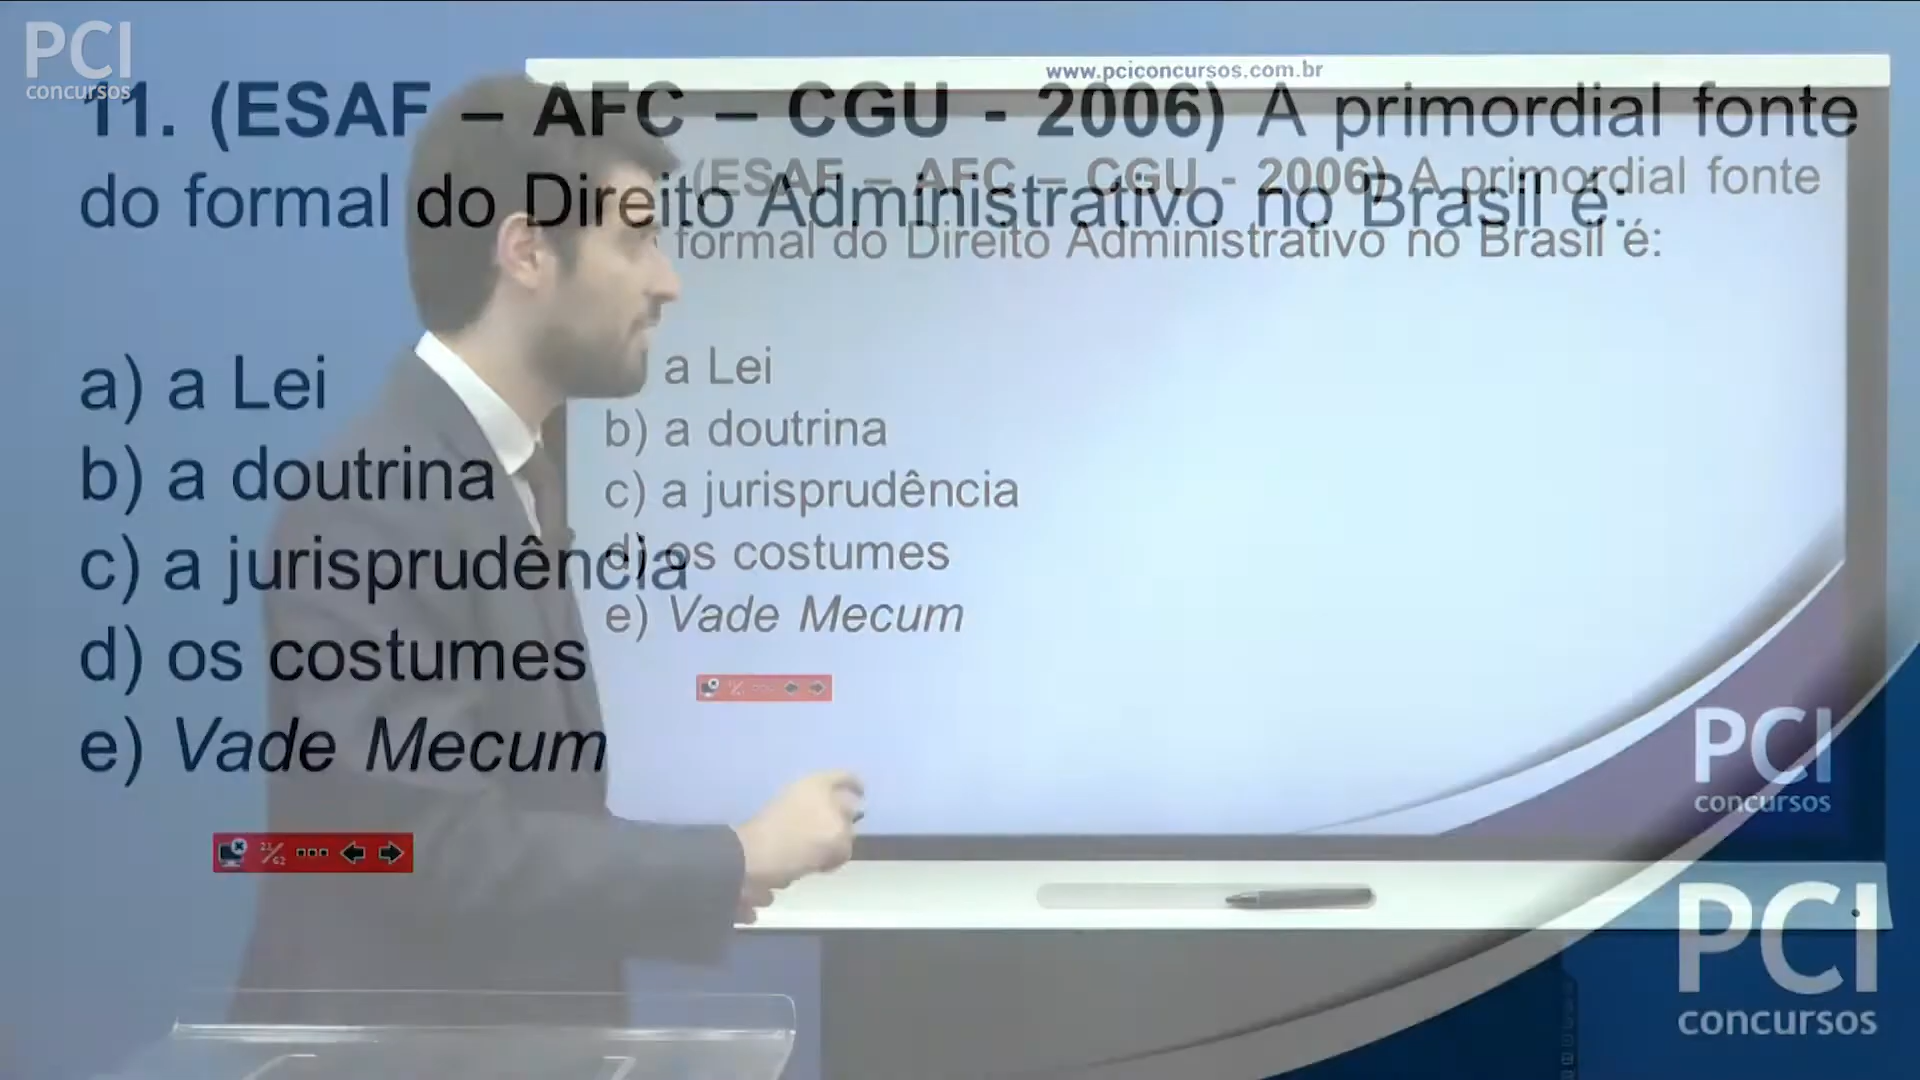 PCI
concursos
www.pciconcursos.com.br
11. (ESAF – AFC – CGU - 2006) A primordial fonte
do formal do Direito Administrativo no Brasil é:
a) a Lei
b) a doutrina
c) a jurisprudência
d) os costumes
e) Vade Mecum
21/62
(ESAF – AFC – CGU - 2006) A primordial fonte
formal do Direito Administrativo no Brasil é:
a Lei
b) a doutrina
c) a jurisprudência
d) os costumes
e) Vade Mecum
PCI
concursos
PCI
concursos